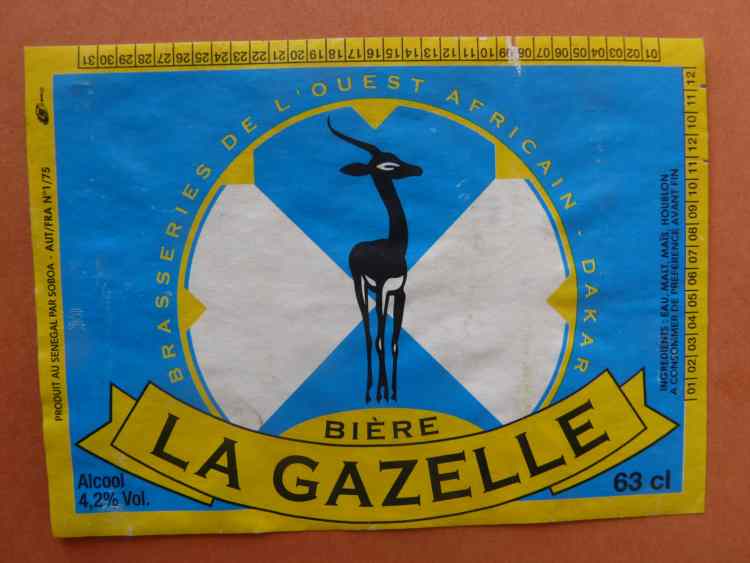 31 30 29 28 27 26 25 24 23 22 21 20 19 18 17 16 15 14 13 12 11 10 09 08 07 06 05 04 03 02 01
BRASSERIES DE L'OUEST AFRICAIN - DAKAR
PRODUIT AU SENEGAL PAR SOBOA - AUT/FRA N°1/75
INGREDIENTS : EAU, MALT, MAÏS, HOUBLON
A CONSOMMER DE PREFERENCE AVANT FIN
01 02 03 04 05 06 07 08 09 10 11 12 10 11 12
BIÈRE
LA GAZELLE
Alcool
4,2% Vol.
63 cl